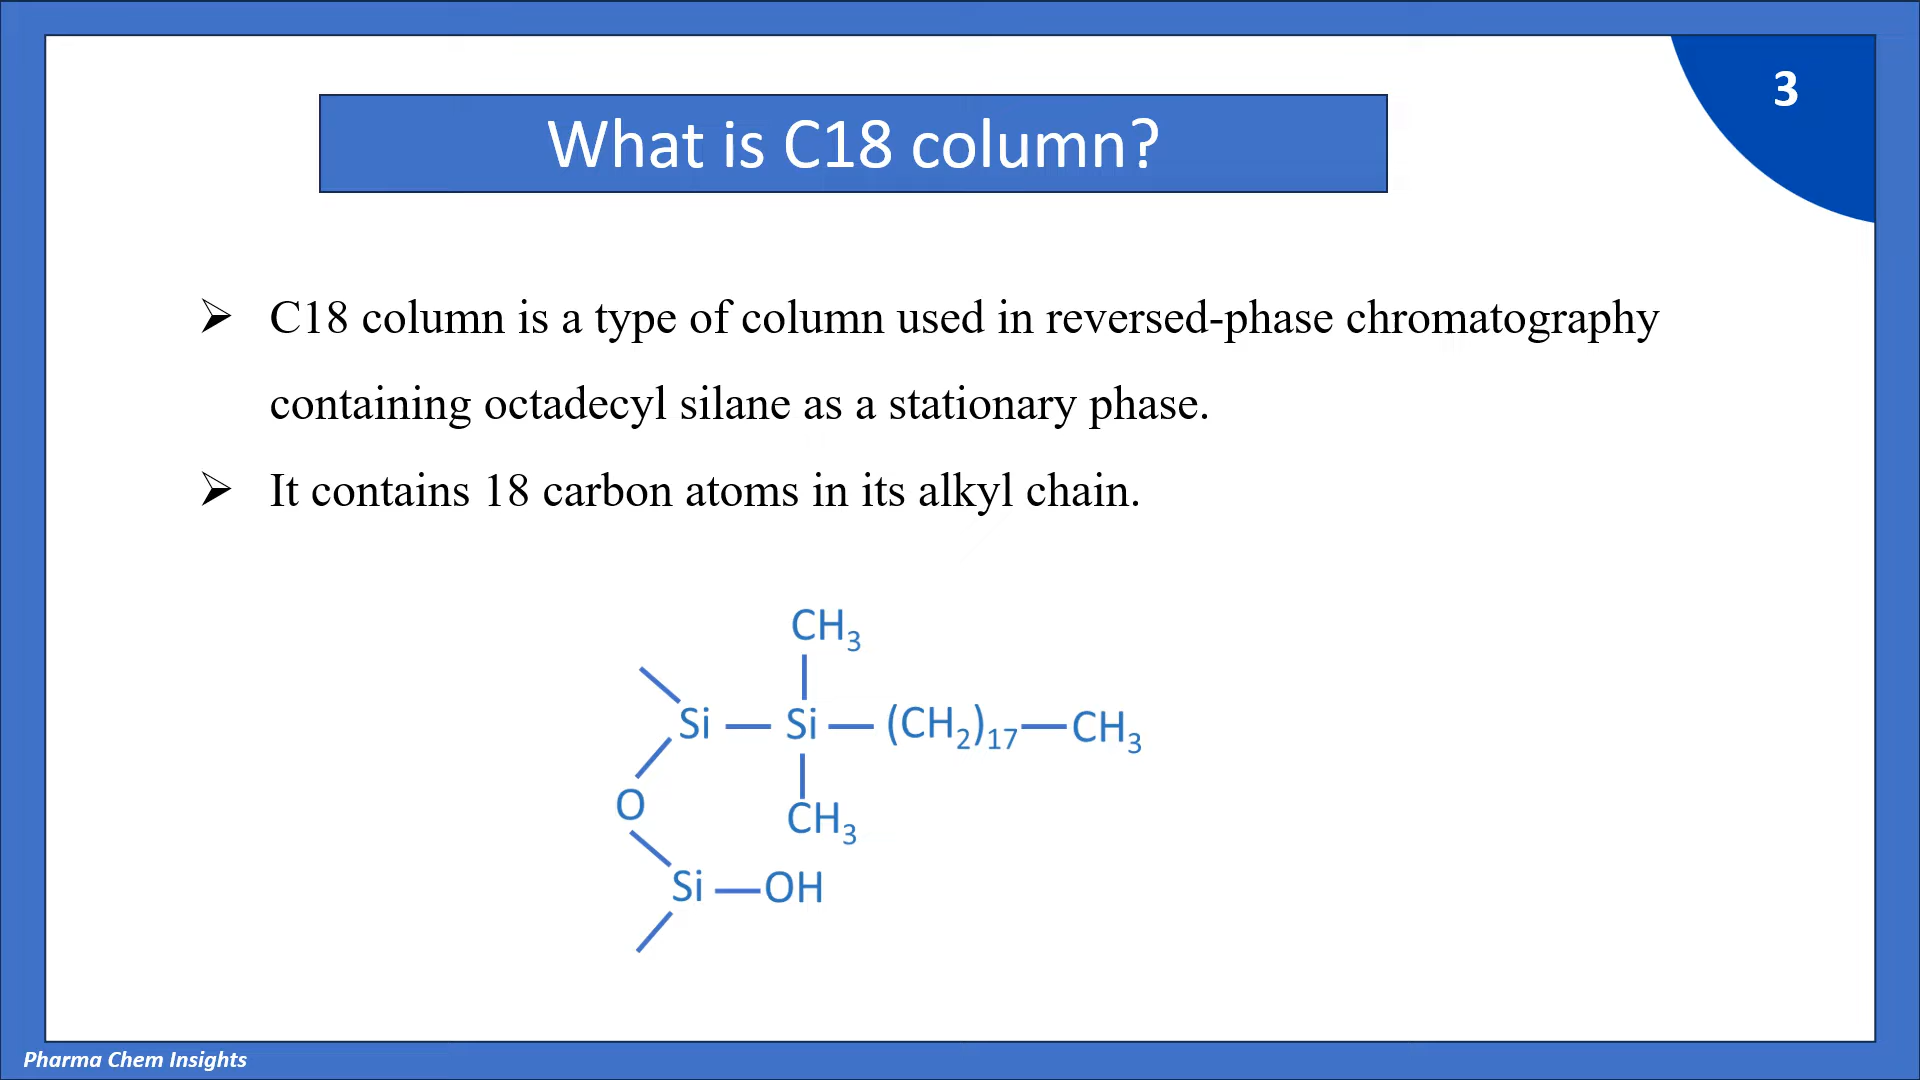 3
What is C18 column?
➢ C18 column is a type of column used in reversed-phase chromatography
containing octadecyl silane as a stationary phase.
➢ It contains 18 carbon atoms in its alkyl chain.
CH₃
Si — Si — (CH₂)₁₇—CH₃
O
CH₃
Si —OH
Pharma Chem Insights